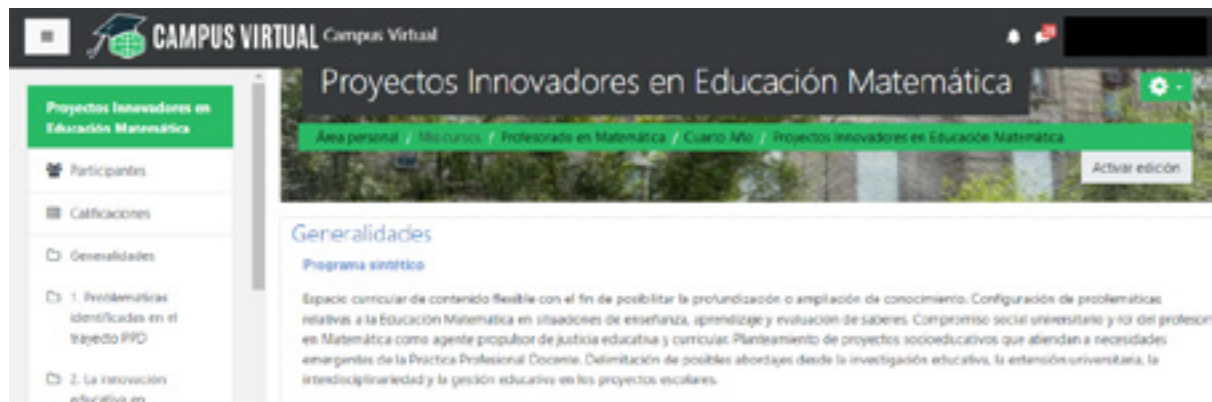 CAMPUS VIRTUAL Campus Virtual
Proyectos Innovadores en Educación Matemática
Área personal / Mis cursos / Profesorado en Matemática / Cuarto Año / Proyectos Innovadores en Educación Matemática
Activar edición
Proyectos Innovadores en
Educación Matemática
Participantes
Calificaciones
Generalidades
1. Problemáticas
identificadas en el
trayecto PPD
2. La innovación
educativa en
Generalidades
Programa sintético
Espacio curricular de contenido flexible con el fin de posibilitar la profundización o ampliación de conocimiento. Configuración de problemáticas
relativas a la Educación Matemática en situaciones de enseñanza, aprendizaje y evaluación de saberes. Compromiso social universitario y rol del profesor
en Matemática como agente propulsor de justicia educativa y curricular. Planteamiento de proyectos socioeducativos que atiendan a necesidades
emergentes de la Práctica Profesional Docente. Delimitación de posibles abordajes desde la investigación educativa, la extensión universitaria, la
interdisciplinariedad y la gestión educativa en los proyectos escolares.